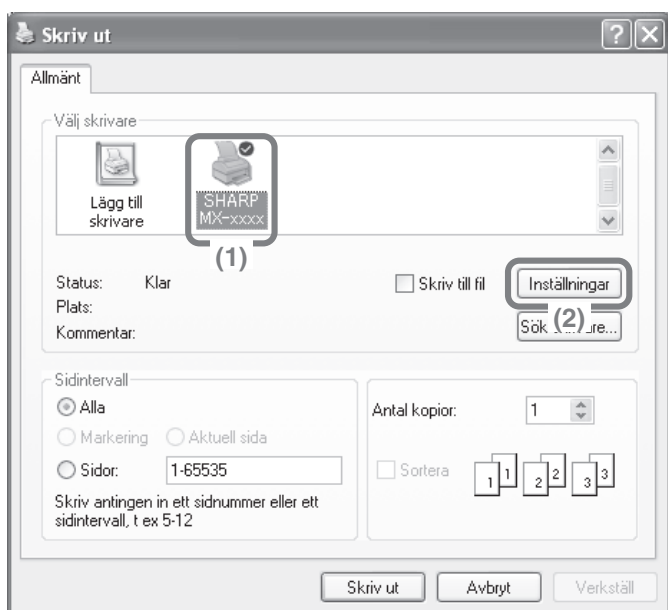 Skriv ut
Allmänt
Välj skrivare
Lägg till
skrivare
SHARP
MX-xxxx
(1)
Status: Klar
Plats:
Kommentar:
Skriv till fil
Inställningar
(2)
Sök
Sidintervall
Alla
Markering
Aktuell sida
Sidor: 1-65535
Skriv antingen in ett sidnummer eller ett
sidintervall, t ex 5-12
Antal kopior: 1
Sortera
1 1 2 2 3 3
Skriv ut
Avbryt
Verkställ